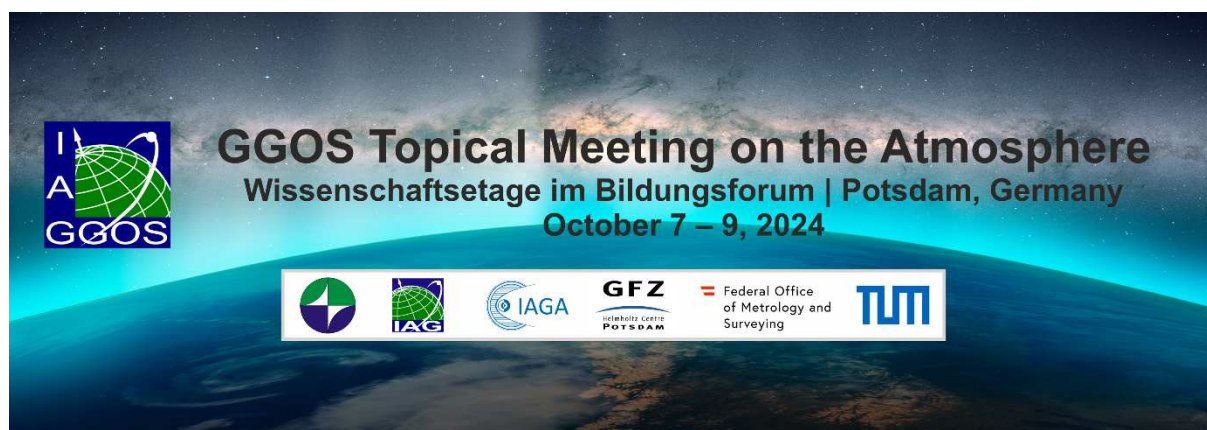 I
A
GGOS
GGOS Topical Meeting on the Atmosphere
Wissenschaftsetage im Bildungsforum | Potsdam, Germany
October 7 – 9, 2024
IAG
IAGA
GFZ
Helmholtz Centre
POTSDAM
Federal Office
of Metrology and
Surveying
TUM